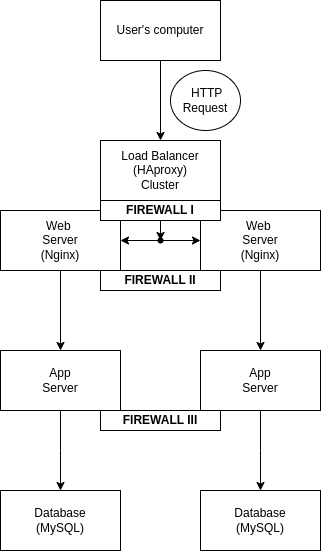 User's computer
HTTP
Request
Load Balancer
(HAproxy)
Cluster
FIREWALL I
Web
Server
(Nginx)
Web
Server
(Nginx)
FIREWALL II
App
Server
App
Server
FIREWALL III
Database
(MySQL)
Database
(MySQL)